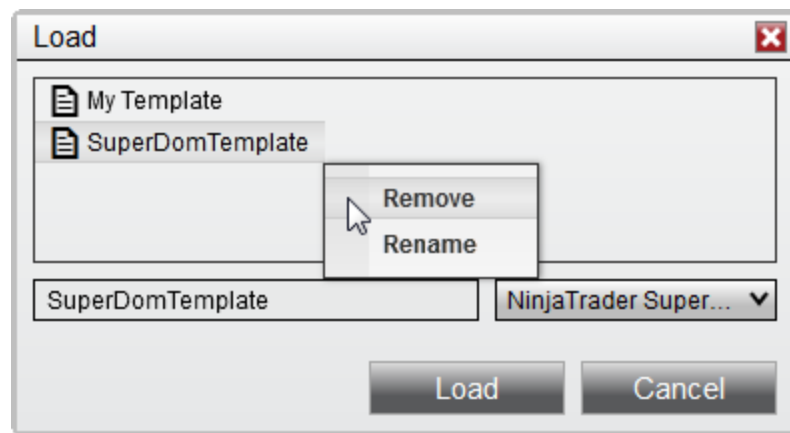 Load
My Template
SuperDomTemplate
Remove
Rename
SuperDomTemplate
NinjaTrader Super...
Load
Cancel